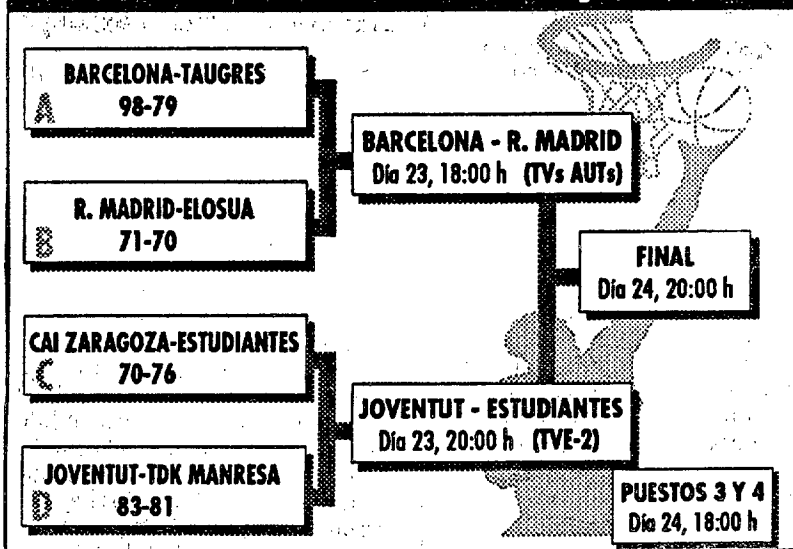 BARCELONA-TAUGRES
A
98-79
R. MADRID-ELOSUA
B
71-70
CAI ZARAGOZA-ESTUDIANTES
C
70-76
JOVENTUT-TDK MANRESA
D
83-81
BARCELONA - R. MADRID
Día 23, 18:00 h (TVs AUTs)
JOVENTUT - ESTUDIANTES
Día 23, 20:00 h (TVE-2)
FINAL
Día 24, 20:00 h
PUESTOS 3 Y 4
Día 24, 18:00 h